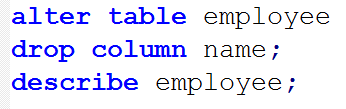 alter table employee
drop column name;
describe employee;